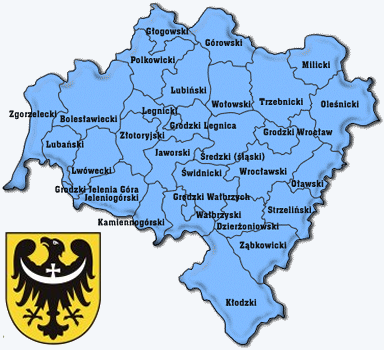 Głogowski
Górowski
Polkowicki
Milicki
Lubiński
Wołowski
Trzebnicki
Oleśnicki
Zgorzelecki
Bolesławiecki
Legnicki
Grodzki Legnica
Złotoryjski
Grodzki Wrocław
Lubański
Jaworski
Średzki (śląski)
Lwówecki
Świdnicki
Wrocławski
Oławski
Grodzki Jelenia Góra
Jeleniogórski
Grodzki Wałbrzych
Strzeliński
Wałbrzyski
Kamiennogórski
Dzierżoniowski
Ząbkowicki
Kłodzki